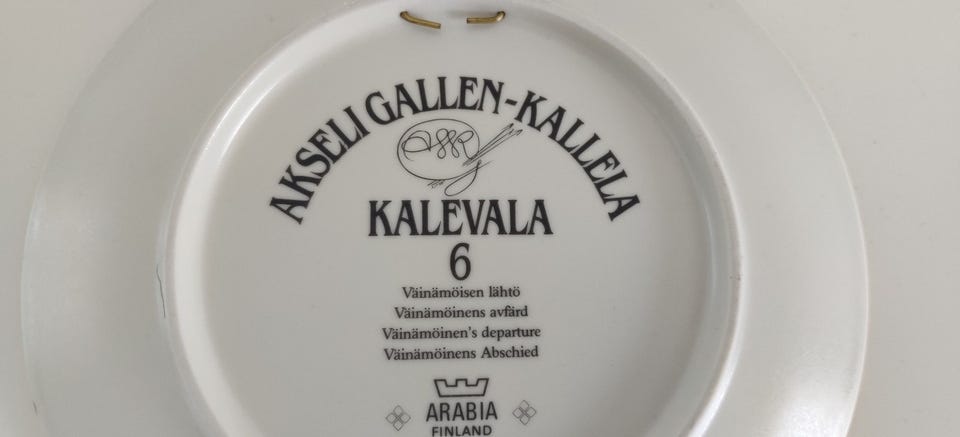 AKSELI GALLEN-KALLELA
KALEVALA
6
Väinämöisen lähtö
Väinämöinens avfärd
Väinämöinen's departure
Väinämöinens Abschied
ARABIA
FINLAND